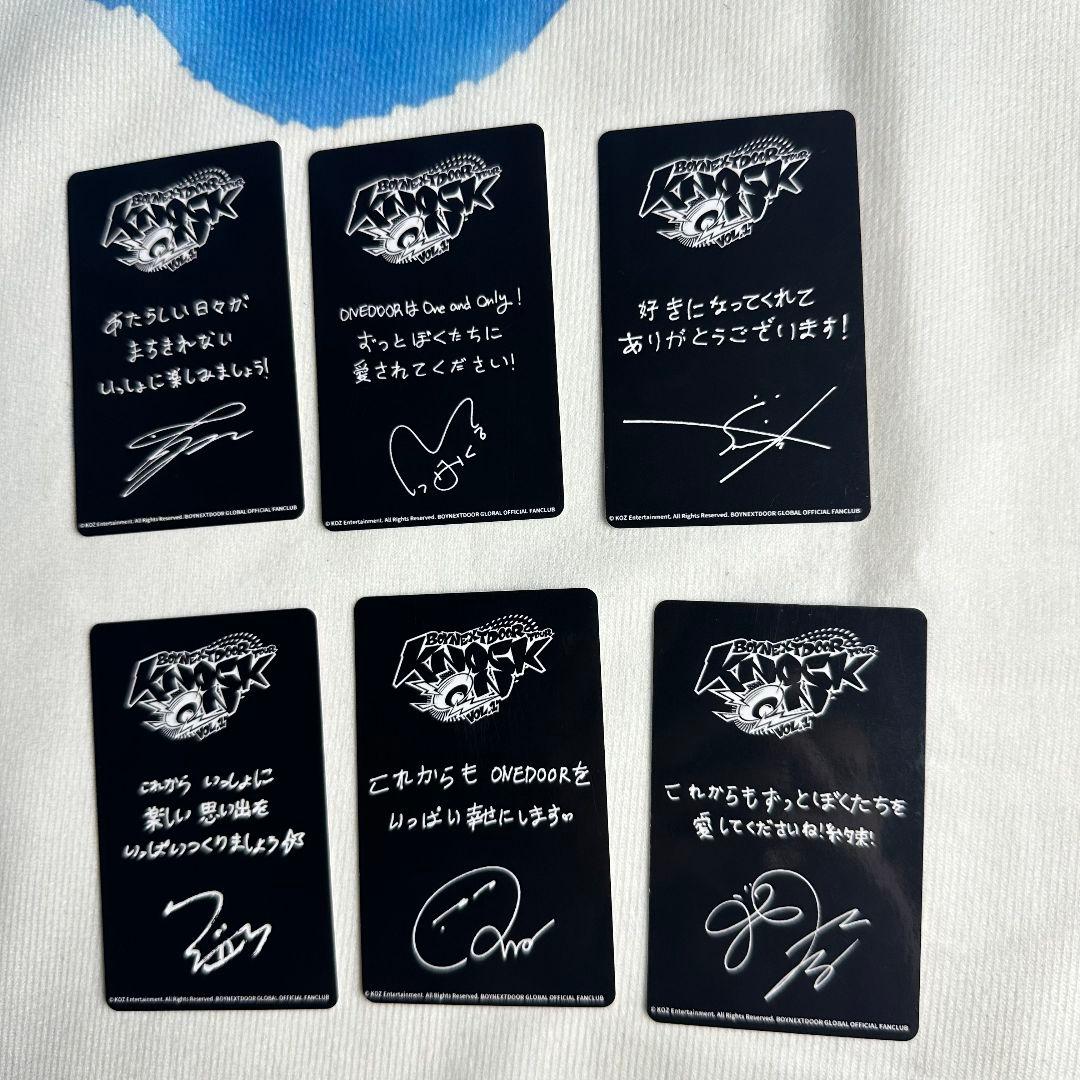 BOYNEXTDOOR
TOUR
KNOCK
ON
VOL.1
あたらしい日々が
まちきれない
いっしょに楽しみましょう!
© KOZ Entertainment. All Rights Reserved. BOYNEXTDOOR GLOBAL OFFICIAL FANCLUB
BOYNEXTDOOR
TOUR
KNOCK
ON
VOL.1
ONEDOORは One and Only!
ずっとぼくたちに
愛されてください!
© KOZ Entertainment. All Rights Reserved. BOYNEXTDOOR GLOBAL OFFICIAL FANCLUB
BOYNEXTDOOR
TOUR
KNOCK
ON
VOL.1
好きになってくれて
ありがとうございます!
© KOZ Entertainment. All Rights Reserved. BOYNEXTDOOR GLOBAL OFFICIAL FANCLUB
BOYNEXTDOOR
TOUR
KNOCK
ON
VOL.1
これから いっしょに
楽しい 思い出を
いっぱいつくりましょう☆
© KOZ Entertainment. All Rights Reserved. BOYNEXTDOOR GLOBAL OFFICIAL FANCLUB
BOYNEXTDOOR
TOUR
KNOCK
ON
VOL.1
これからも ONEDOORを
いっぱい 幸せにします♡
© KOZ Entertainment. All Rights Reserved. BOYNEXTDOOR GLOBAL OFFICIAL FANCLUB
BOYNEXTDOOR
TOUR
KNOCK
ON
VOL.1
これからもずっとぼくたちを
愛してくださいね!約束!
© KOZ Entertainment. All Rights Reserved. BOYNEXTDOOR GLOBAL OFFICIAL FANCLUB